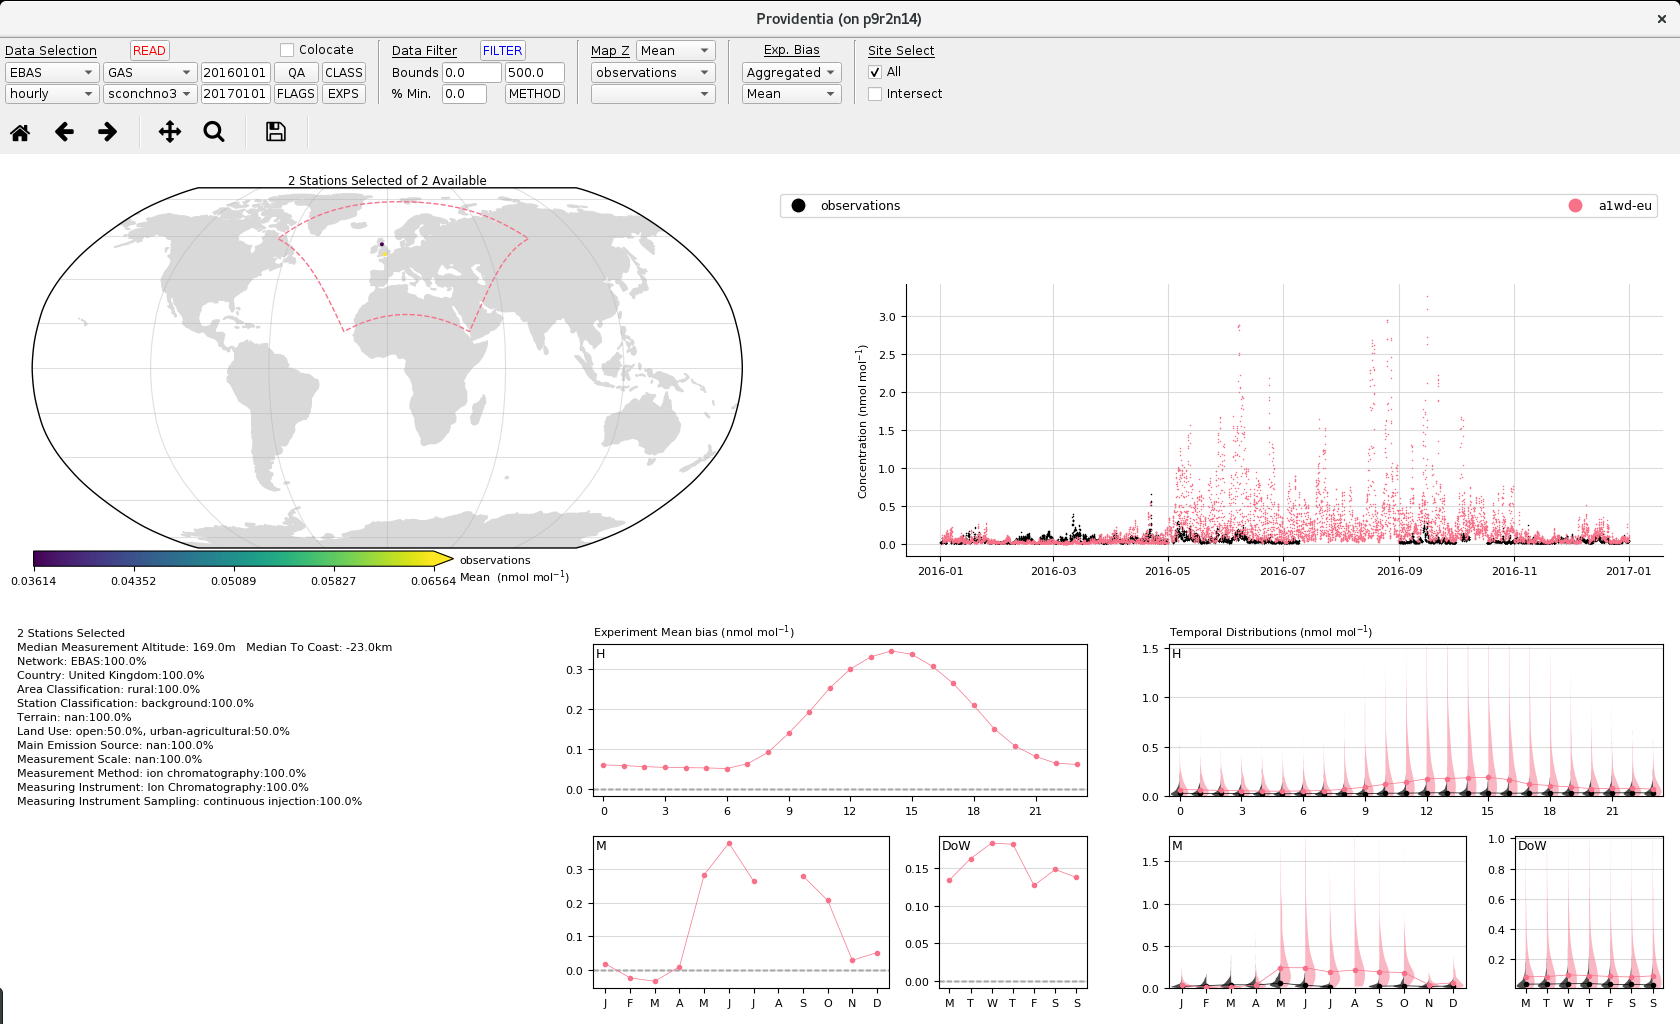 Providentia (on p9r2n14)
Data Selection READ Colocate Data Filter FILTER Map Z Mean Exp. Bias Site Select
EBAS GAS 20160101 QA CLASS Bounds 0.0 500.0 observations Aggregated All
hourly sconchno3 20170101 FLAGS EXPS % Min. 0.0 METHOD Mean Intersect
2 Stations Selected of 2 Available
observations
Mean (nmol mol⁻¹)
0.03614 0.04352 0.05089 0.05827 0.06564
observations a1wd-eu
Concentration (nmol mol⁻¹)
3.0
2.5
2.0
1.5
1.0
0.5
0.0
2016-01 2016-03 2016-05 2016-07 2016-09 2016-11 2017-01
2 Stations Selected
Median Measurement Altitude: 169.0m Median To Coast: -23.0km
Network: EBAS:100.0%
Country: United Kingdom:100.0%
Area Classification: rural:100.0%
Station Classification: background:100.0%
Terrain: nan:100.0%
Land Use: open:50.0%, urban-agricultural:50.0%
Main Emission Source: nan:100.0%
Measurement Scale: nan:100.0%
Measurement Method: ion chromatography:100.0%
Measuring Instrument: Ion Chromatography:100.0%
Measuring Instrument Sampling: continuous injection:100.0%
Experiment Mean bias (nmol mol⁻¹)
H
0.3
0.2
0.1
0.0
0 3 6 9 12 15 18 21
M
0.3
0.2
0.1
0.0
J F M A M J J A S O N D
DoW
0.15
0.10
0.05
0.00
M T W T F S S
Temporal Distributions (nmol mol⁻¹)
H
1.5
1.0
0.5
0.0
0 3 6 9 12 15 18 21
M
1.5
1.0
0.5
0.0
J F M A M J J A S O N D
DoW
1.0
0.8
0.6
0.4
0.2
M T W T F S S